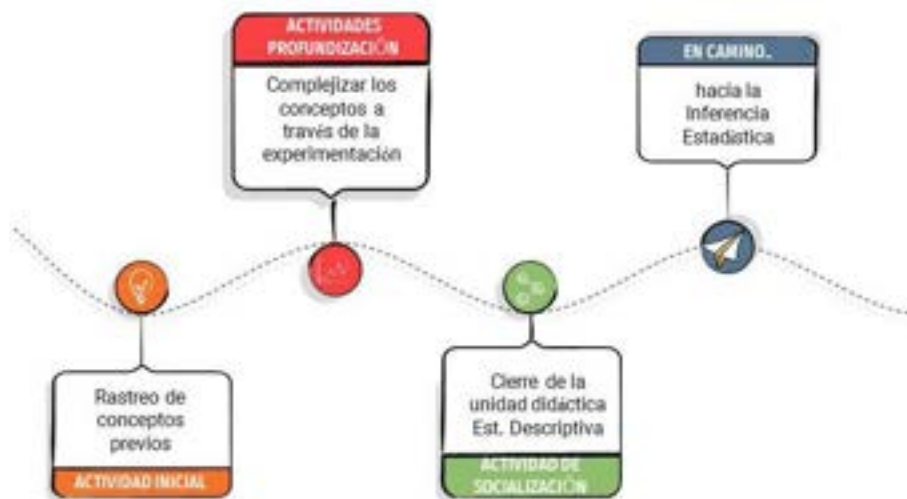 ACTIVIDADES
PROFUNDIZACIÓN
Complejizar los
conceptos a
través de la
experimentación
EN CAMINO..
hacia la
Inferencia
Estadística
Rastreo de
conceptos
previos
ACTIVIDAD INICIAL
Cierre de la
unidad didáctica
Est. Descriptiva
ACTIVIDAD DE
SOCIALIZACIÓN